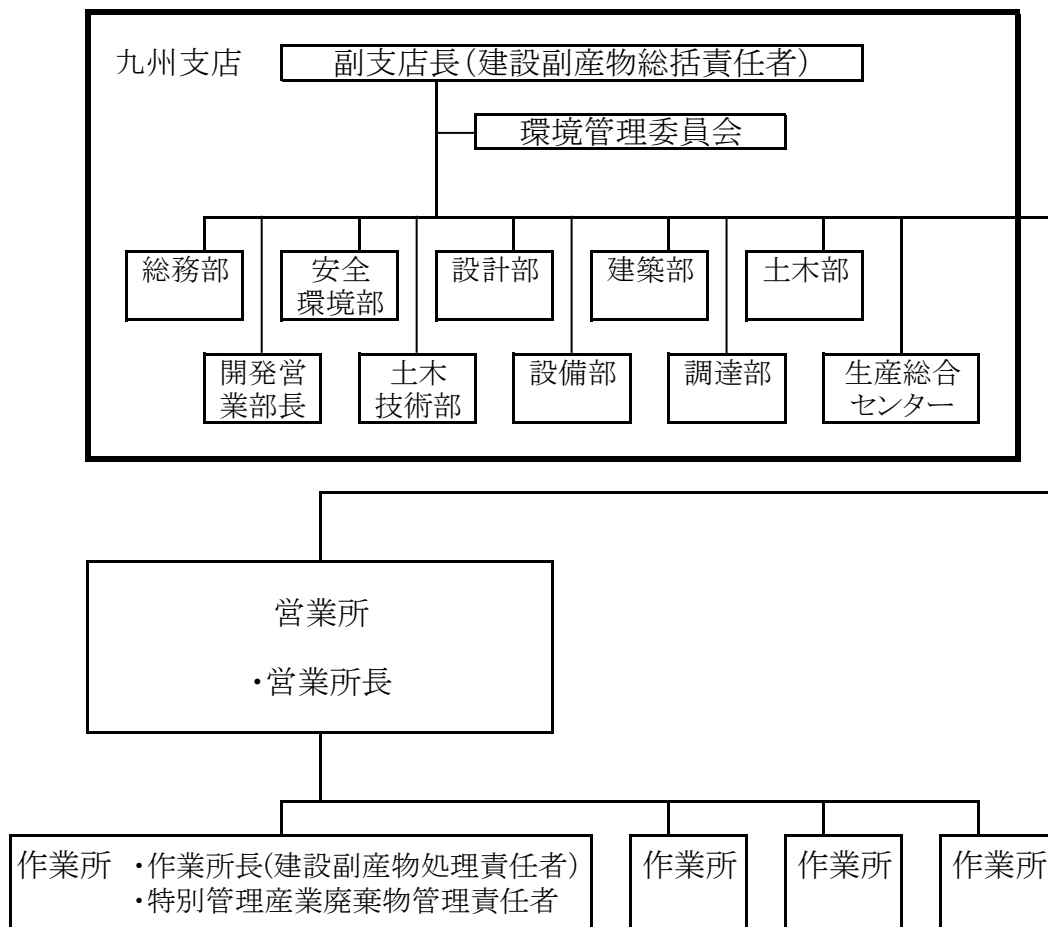 九州支店
副支店長(建設副産物総括責任者)
環境管理委員会
総務部
安全
環境部
設計部
建築部
土木部
開発営
業部長
土木
技術部
設備部
調達部
生産総合
センター
営業所
・営業所長
作業所 ・作業所長(建設副産物処理責任者)
・特別管理産業廃棄物管理責任者
作業所
作業所
作業所